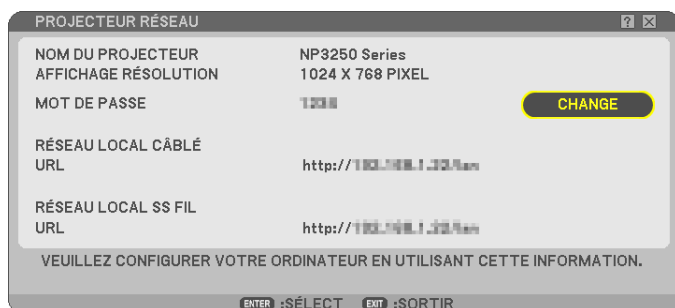 PROJECTEUR RÉSEAU
NOM DU PROJECTEUR NP3250 Series
AFFICHAGE RÉSOLUTION 1024 X 768 PIXEL
MOT DE PASSE CHANGE
RÉSEAU LOCAL CÂBLÉ
URL http://
RÉSEAU LOCAL SS FIL
URL http://
VEUILLEZ CONFIGURER VOTRE ORDINATEUR EN UTILISANT CETTE INFORMATION.
ENTER :SÉLECT EXIT :SORTIR